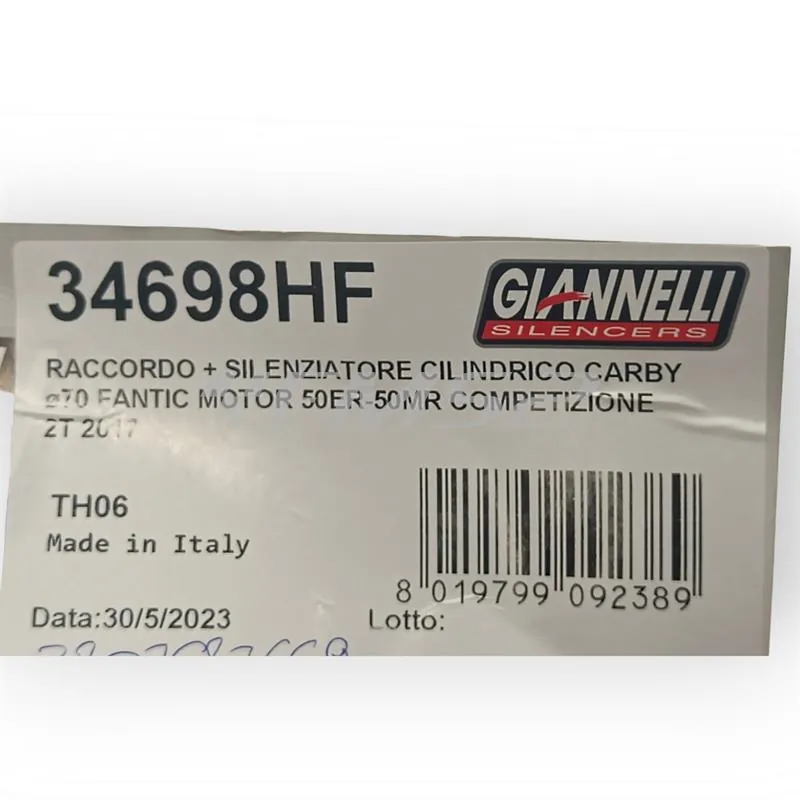 34698HF
GIANNELLI
SILENCERS
RACCORDO + SILENZIATORE CILINDRICO CARBY
ø70 FANTIC MOTOR 50ER-50MR COMPETIZIONE
2T 2017
TH06
Made in Italy
8 019799 092389
Data:30/5/2023
Lotto: